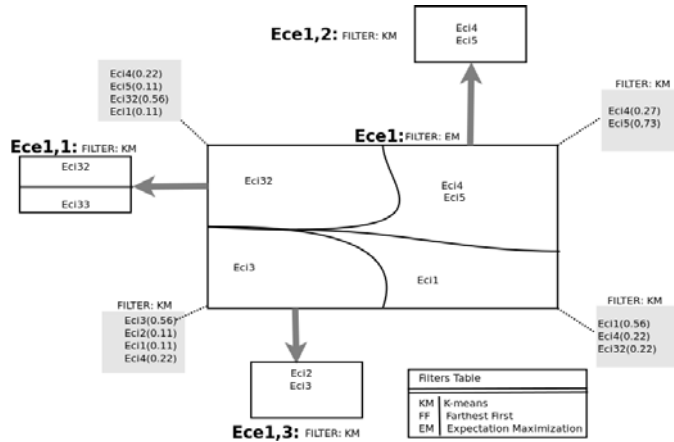 Ece1,2: FILTER: KM
Eci4
Eci5
Eci4(0.22)
Eci5(0.11)
Eci32(0.56)
Eci1(0.11)
FILTER: KM
Eci4(0.27)
Eci5(0,73)
Ece1: FILTER: EM
Ece1,1: FILTER: KM
Eci32
Eci33
Eci32
Eci4
Eci5
Eci3
Eci1
FILTER: KM
Eci3(0.56)
Eci2(0.11)
Eci1(0.11)
Eci4(0.22)
FILTER: KM
Eci1(0.56)
Eci4(0.22)
Eci32(0.22)
Eci2
Eci3
Ece1,3: FILTER: KM
Filters Table
KM K-means
FF Farthest First
EM Expectation Maximization